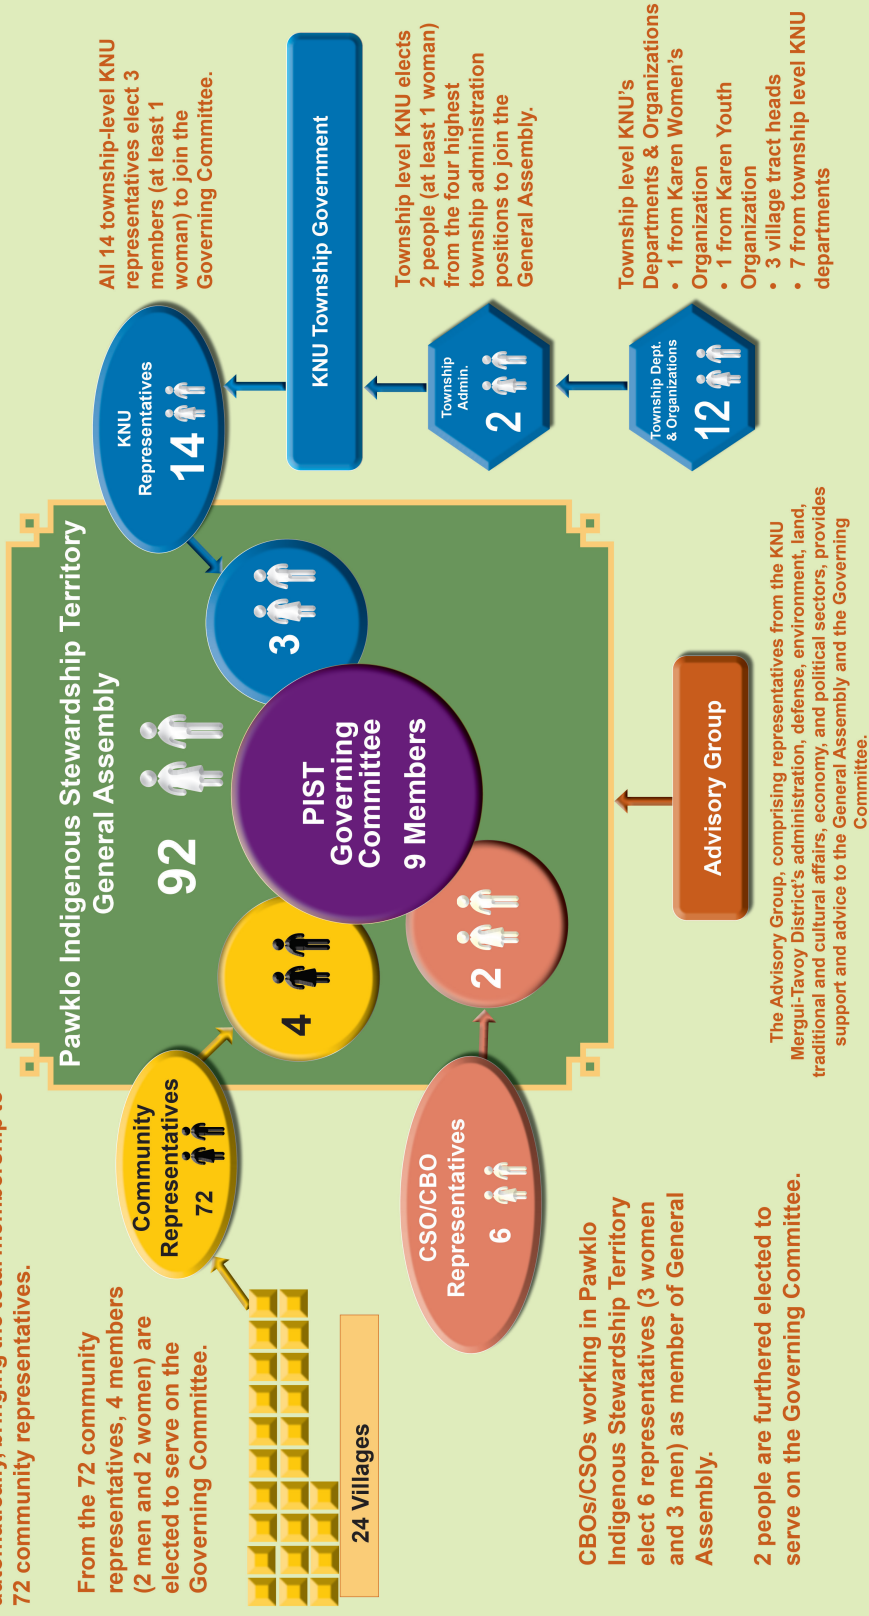 72 community representatives.
From the 72 community
representatives, 4 members
(2 men and 2 women) are
elected to serve on the
Governing Committee.
24 Villages
Community
Representatives
72
CSO/CBO
Representatives
6
CBOs/CSOs working in Pawklo
Indigenous Stewardship Territory
elect 6 representatives (3 women
and 3 men) as member of General
Assembly.
2 people are furthered elected to
serve on the Governing Committee.
Pawklo Indigenous Stewardship Territory
General Assembly
92
4
2
3
PIST
Governing
Committee
9 Members
Advisory Group
The Advisory Group, comprising representatives from the KNU
Mergui-Tavoy District's administration, defense, environment, land,
traditional and cultural affairs, economy, and political sectors, provides
support and advice to the General Assembly and the Governing
Committee.
KNU
Representatives
14
All 14 township-level KNU
representatives elect 3
members (at least 1
woman) to join the
Governing Committee.
KNU Township Government
Township
Admin.
2
Township level KNU elects
2 people (at least 1 woman)
from the four highest
township administration
positions to join the
General Assembly.
Township Dept.
& Organizations
12
Township level KNU's
Departments & Organizations
• 1 from Karen Women's
Organization
• 1 from Karen Youth
Organization
• 3 village tract heads
• 7 from township level KNU
departments